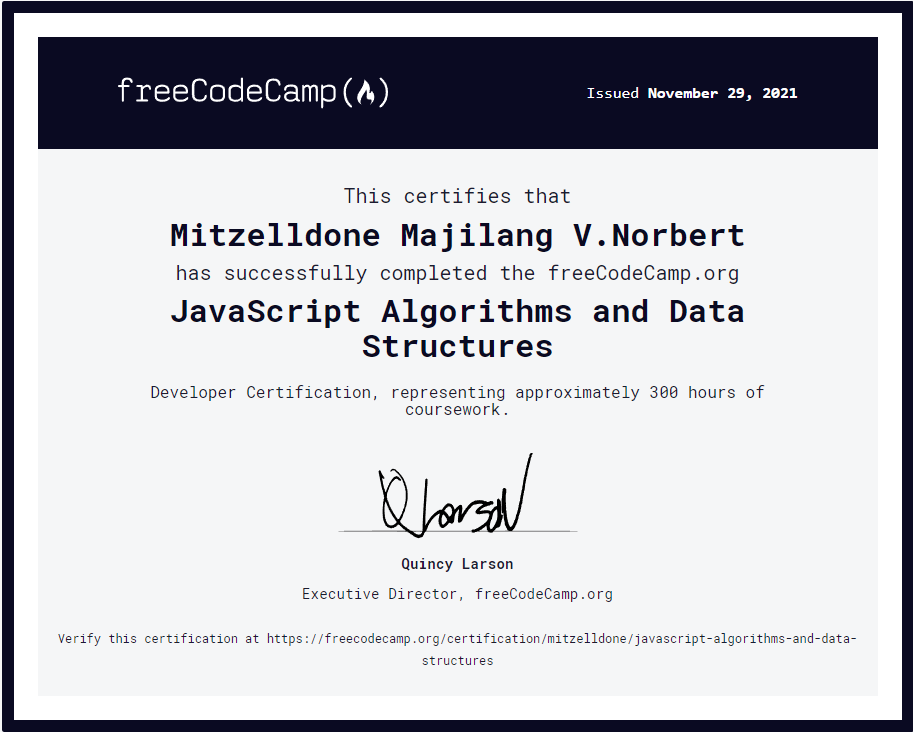 freeCodeCamp(🔥)
Issued November 29, 2021
This certifies that
Mitzelldone Majilang V.Norbert
has successfully completed the freeCodeCamp.org
JavaScript Algorithms and Data
Structures
Developer Certification, representing approximately 300 hours of
coursework.
Q Larson
Quincy Larson
Executive Director, freeCodeCamp.org
Verify this certification at https://freecodecamp.org/certification/mitzelldone/javascript-algorithms-and-data-
structures